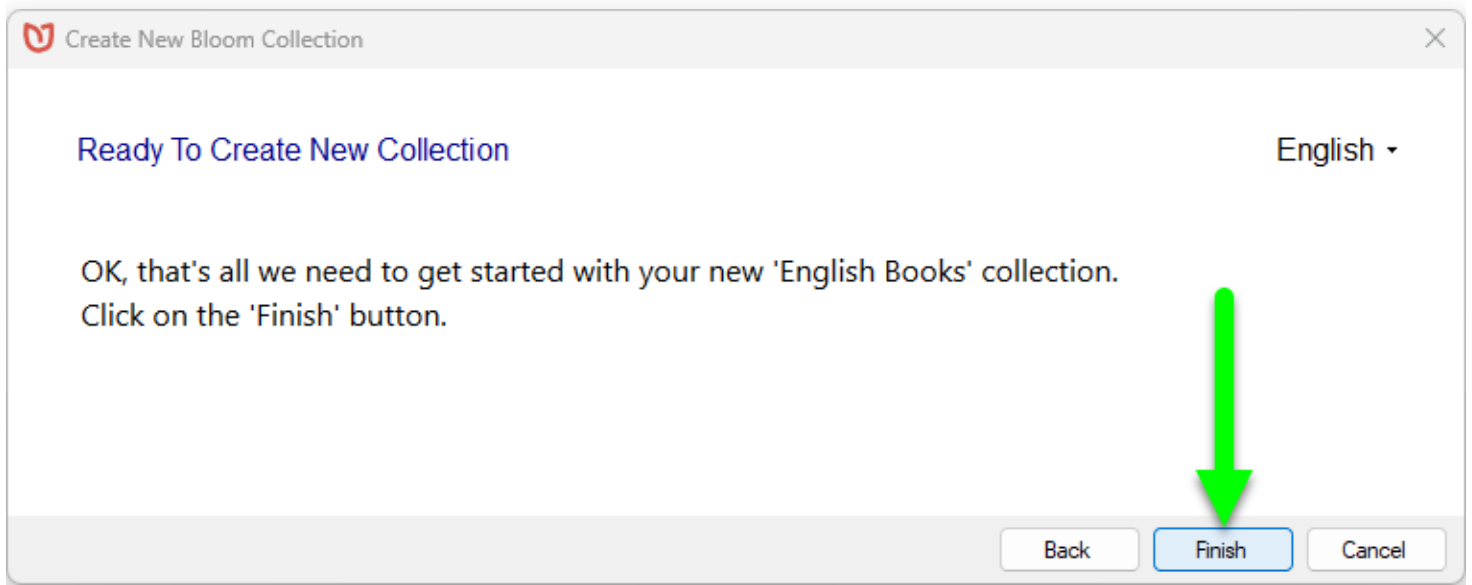 Create New Bloom Collection
Ready To Create New Collection
English
OK, that's all we need to get started with your new 'English Books' collection.
Click on the 'Finish' button.
Back
Finish
Cancel